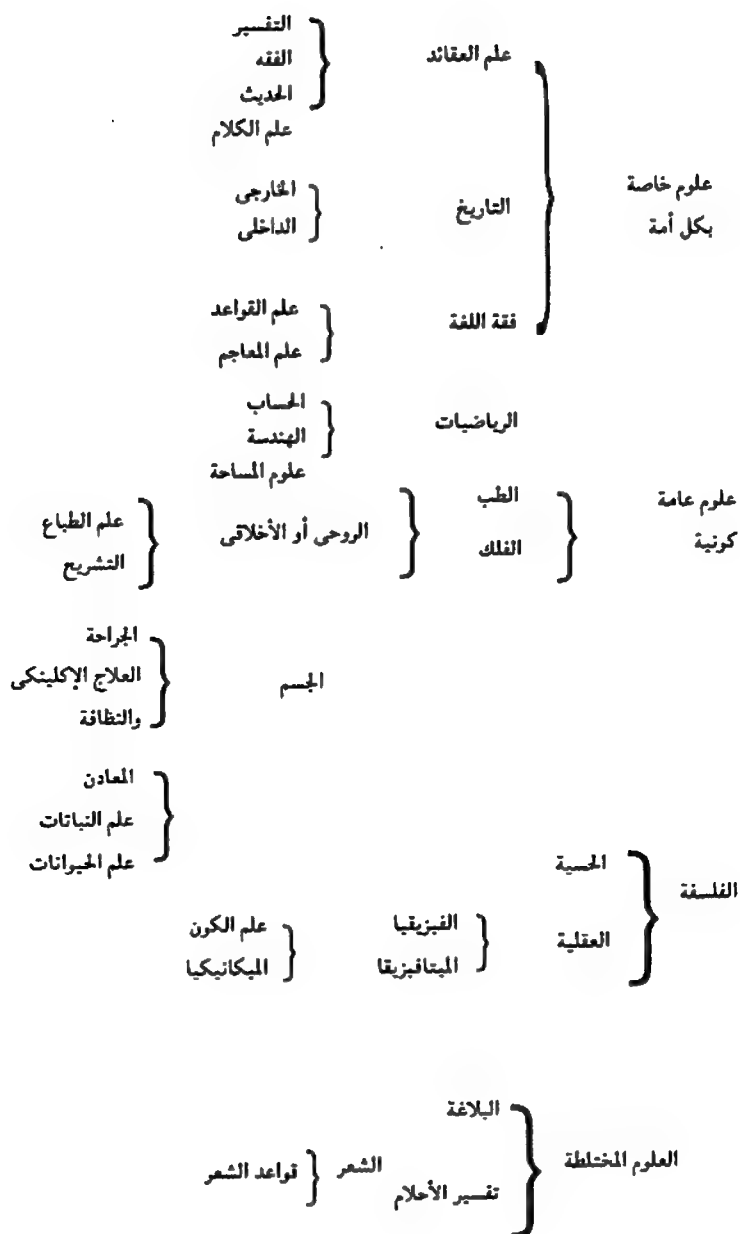 التفسير
علم العقائد
الفقه
الحديث
علم الكلام
علوم خاصة
بكل أمة
الخارجى
التاريخ
الداخلى
علم القواعد
فقة اللغة
علم المعاجم
الحساب
الرياضيات
الهندسة
علوم المساحة
علوم عامة
كونية
الطب
الفلك
الروحى أو الأخلاقى
علم الطباع
التشريح
الجراحة
الجسم
العلاج الإكلينكى
والنظافة
المعادن
علم النباتات
علم الحيوانات
الفلسفة
الحسية
العقلية
الفيزيقيا
الميتافيزيقا
علم الكون
الميكانيكيا
العلوم المختلطة
البلاغة
تفسير الأحلام
الشعر
قواعد الشعر